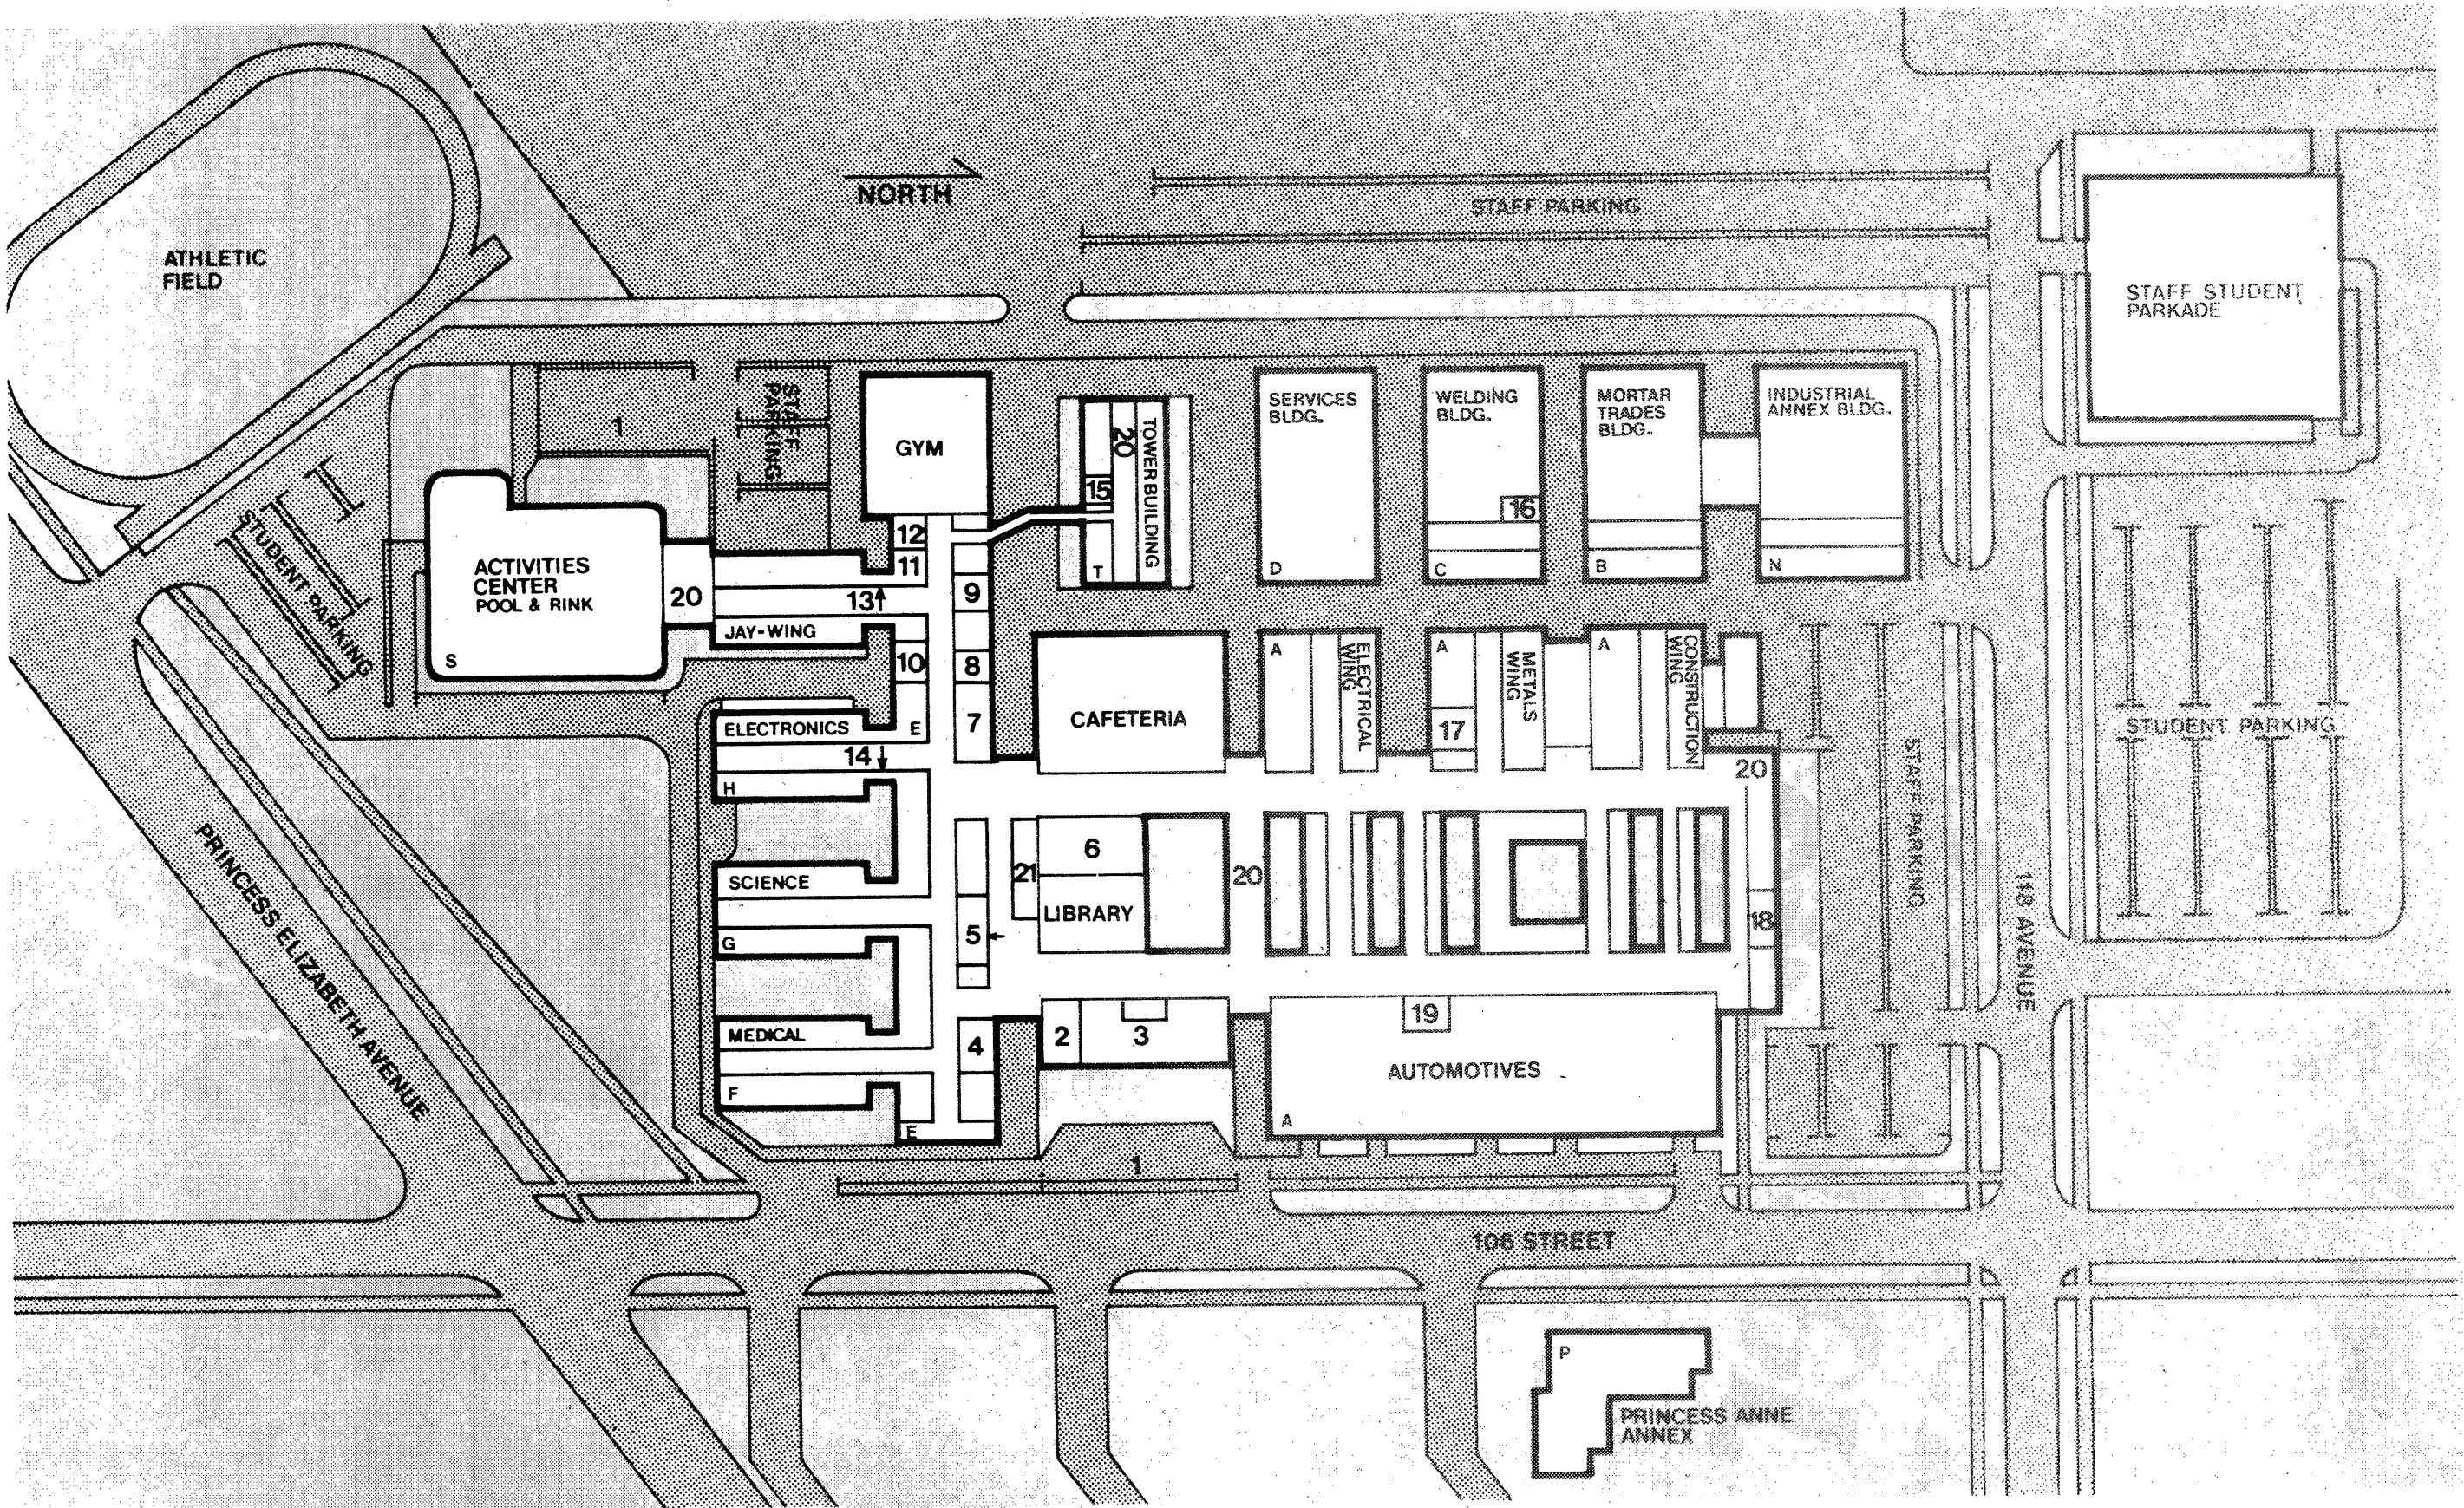 NORTH
STAFF PARKING
ATHLETIC
FIELD
STAFF STUDENT
PARKADE
1
STAFF
PARKING
GYM
20
TOWER BUILDING
15
T
SERVICES
BLDG.
D
WELDING
BLDG.
16
C
MORTAR
TRADES
BLDG.
B
INDUSTRIAL
ANNEX BLDG.
N
STUDENT PARKING
ACTIVITIES
CENTER
POOL & RINK
S
20
12
11
13
9
JAY-WING
10
8
7
ELECTRONICS
E
14
H
CAFETERIA
A
ELECTRICAL
WING
A
METALS
WING
17
A
CONSTRUCTION
WING
20
STAFF PARKING
STUDENT PARKING
118 AVENUE
PRINCESS ELIZABETH AVENUE
SCIENCE
G
5
21
6
LIBRARY
20
18
MEDICAL
F
4
E
2
3
19
AUTOMOTIVES
A
1
106 STREET
P
PRINCESS ANNE
ANNEX